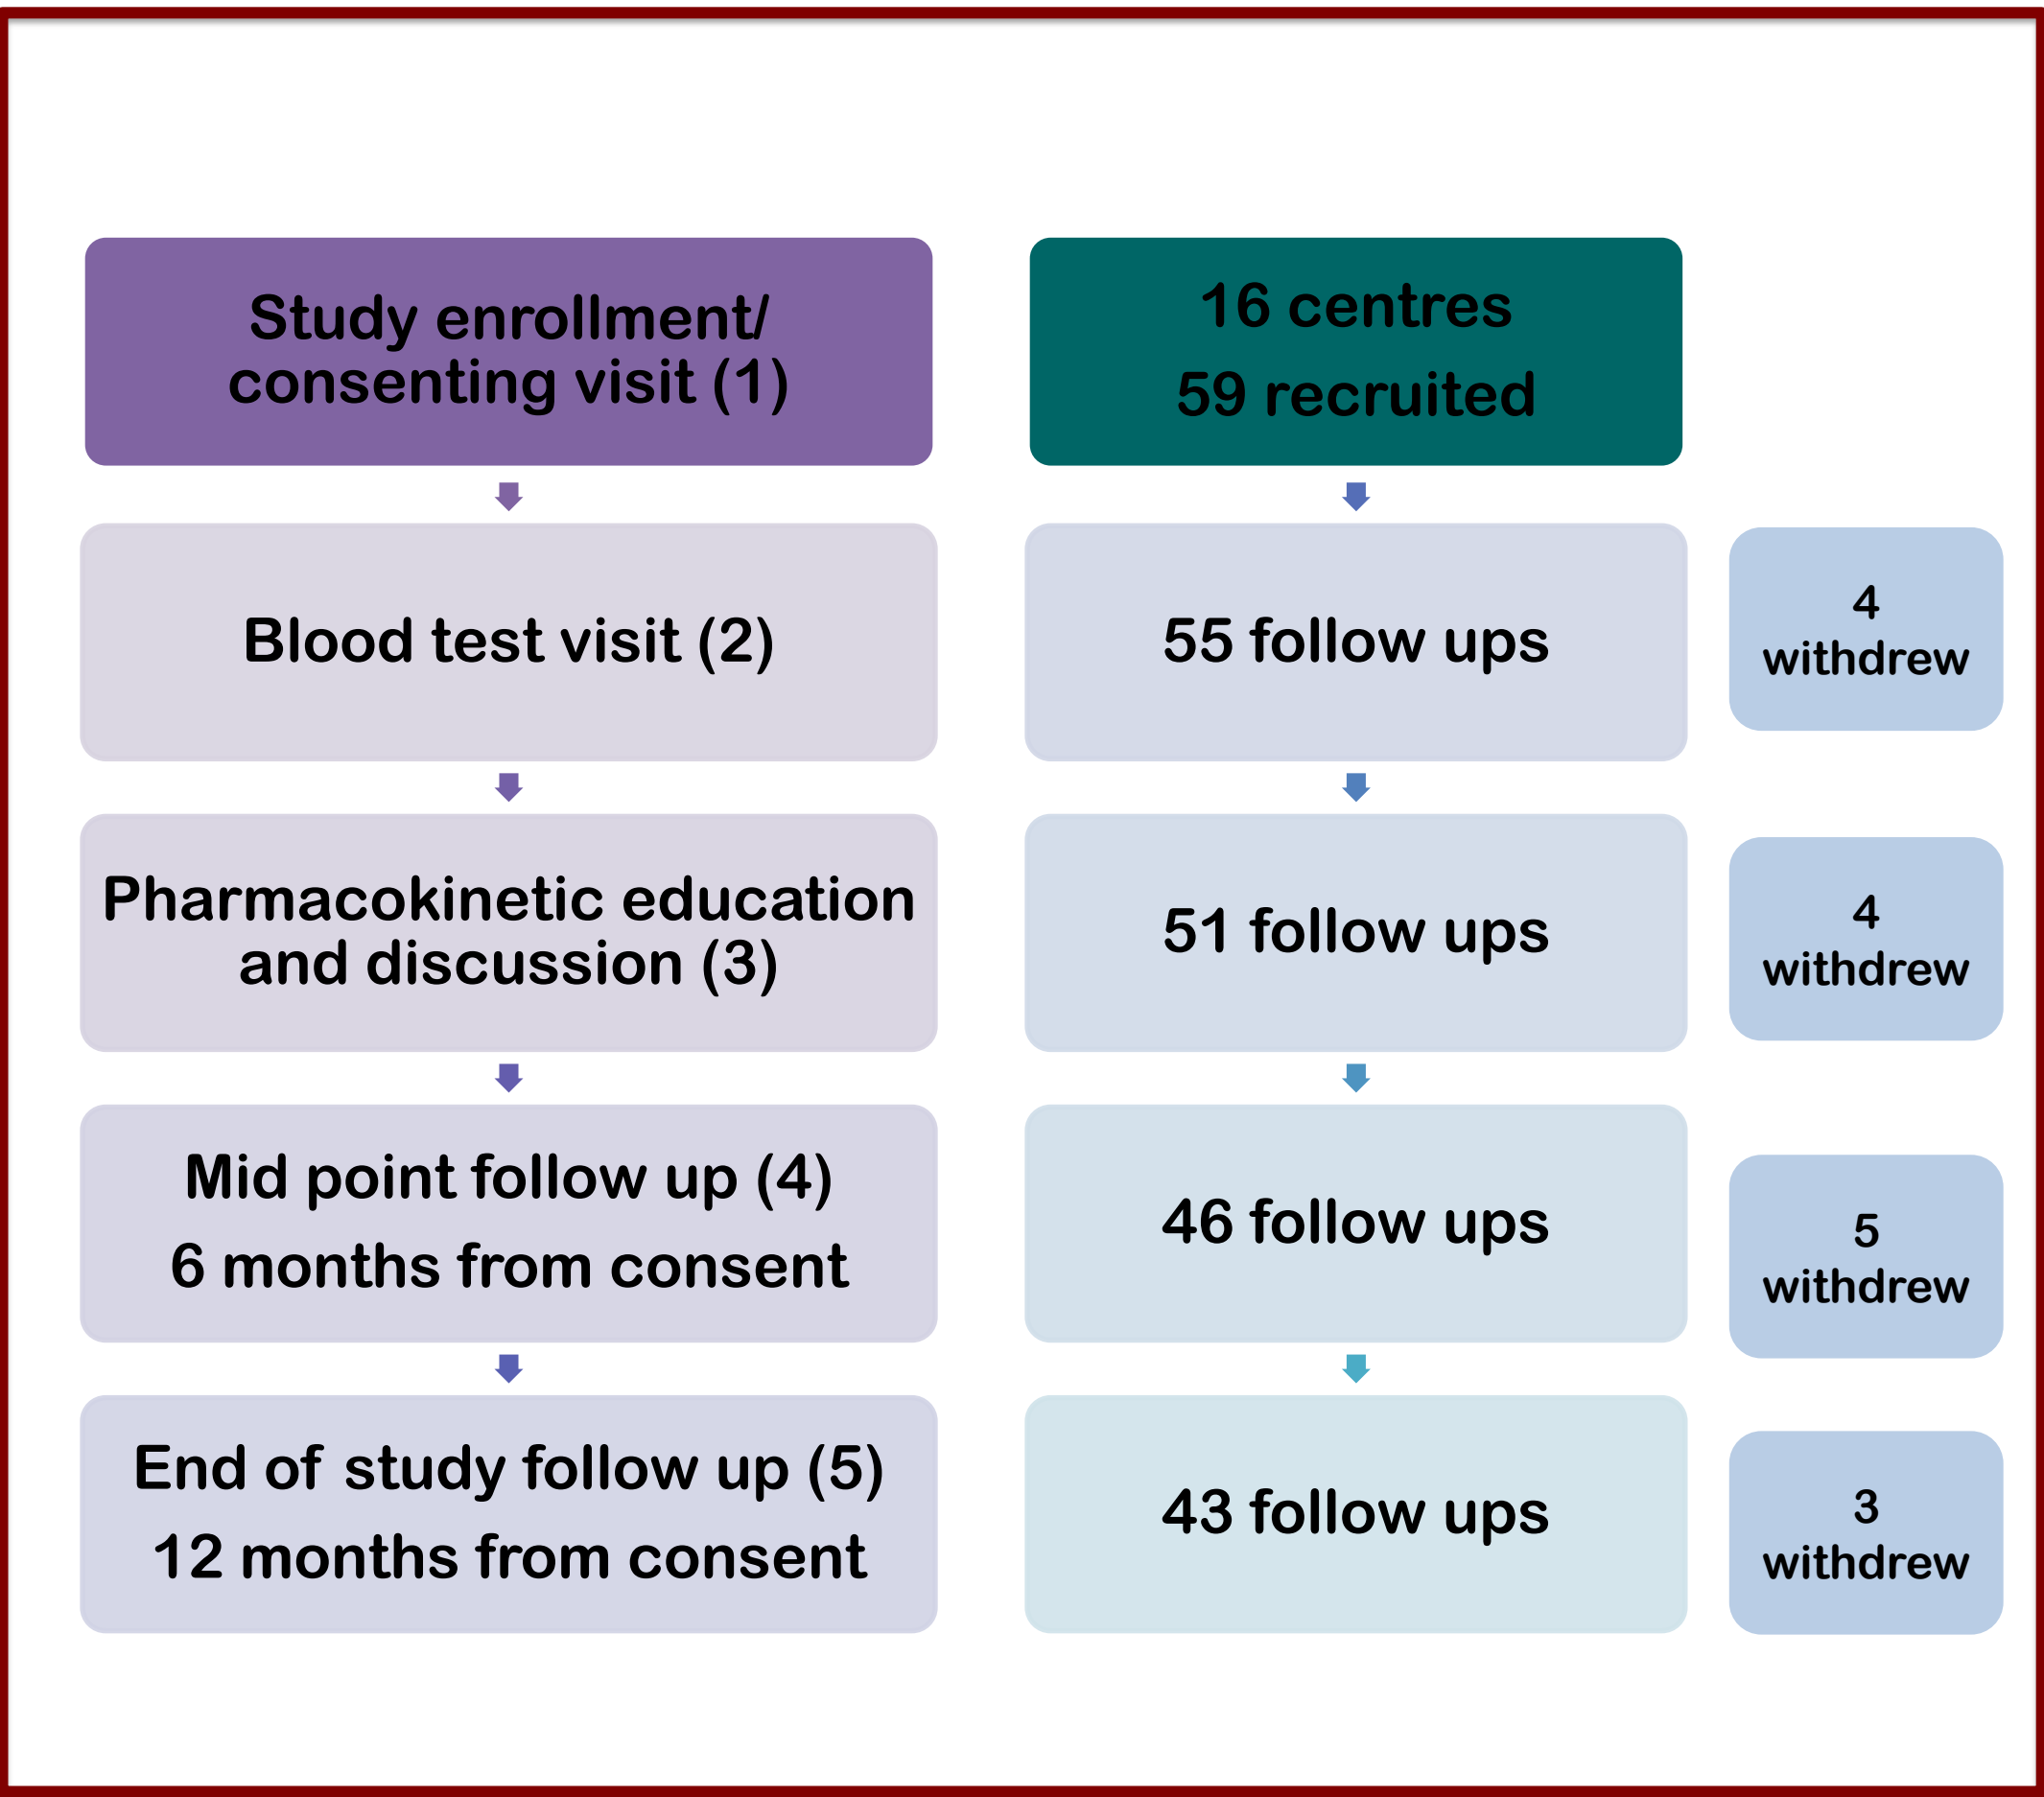 Study enrollment/
consenting visit (1)
16 centres
59 recruited
Blood test visit (2)
55 follow ups
4
withdrew
Pharmacokinetic education
and discussion (3)
51 follow ups
4
withdrew
Mid point follow up (4)
6 months from consent
46 follow ups
5
withdrew
End of study follow up (5)
12 months from consent
43 follow ups
3
withdrew